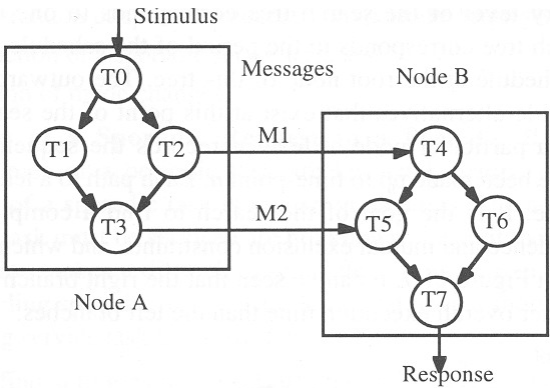 Stimulus
T0
Messages
Node B
T1
T2
M1
T4
T3
M2
T5
T6
Node A
T7
Response